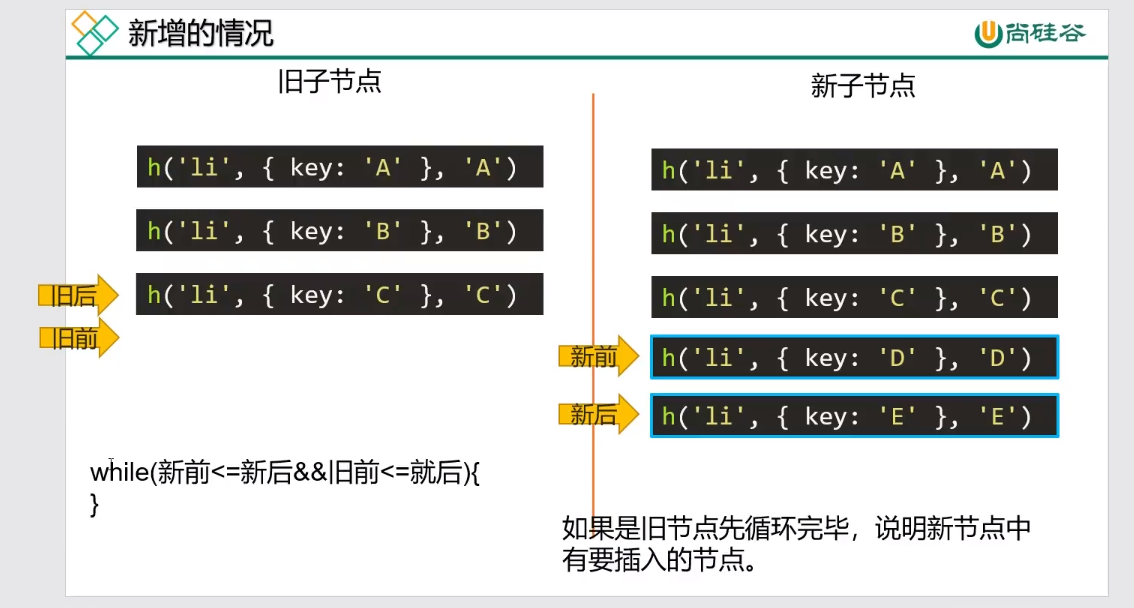 新增的情况
尚硅谷
旧子节点
新子节点
h('li', { key: 'A' }, 'A')
h('li', { key: 'B' }, 'B')
旧后
h('li', { key: 'C' }, 'C')
旧前
h('li', { key: 'A' }, 'A')
h('li', { key: 'B' }, 'B')
h('li', { key: 'C' }, 'C')
新前
h('li', { key: 'D' }, 'D')
新后
h('li', { key: 'E' }, 'E')
while(新前<=新后&&旧前<=就后){
}
如果是旧节点先循环完毕，说明新节点中
有要插入的节点。